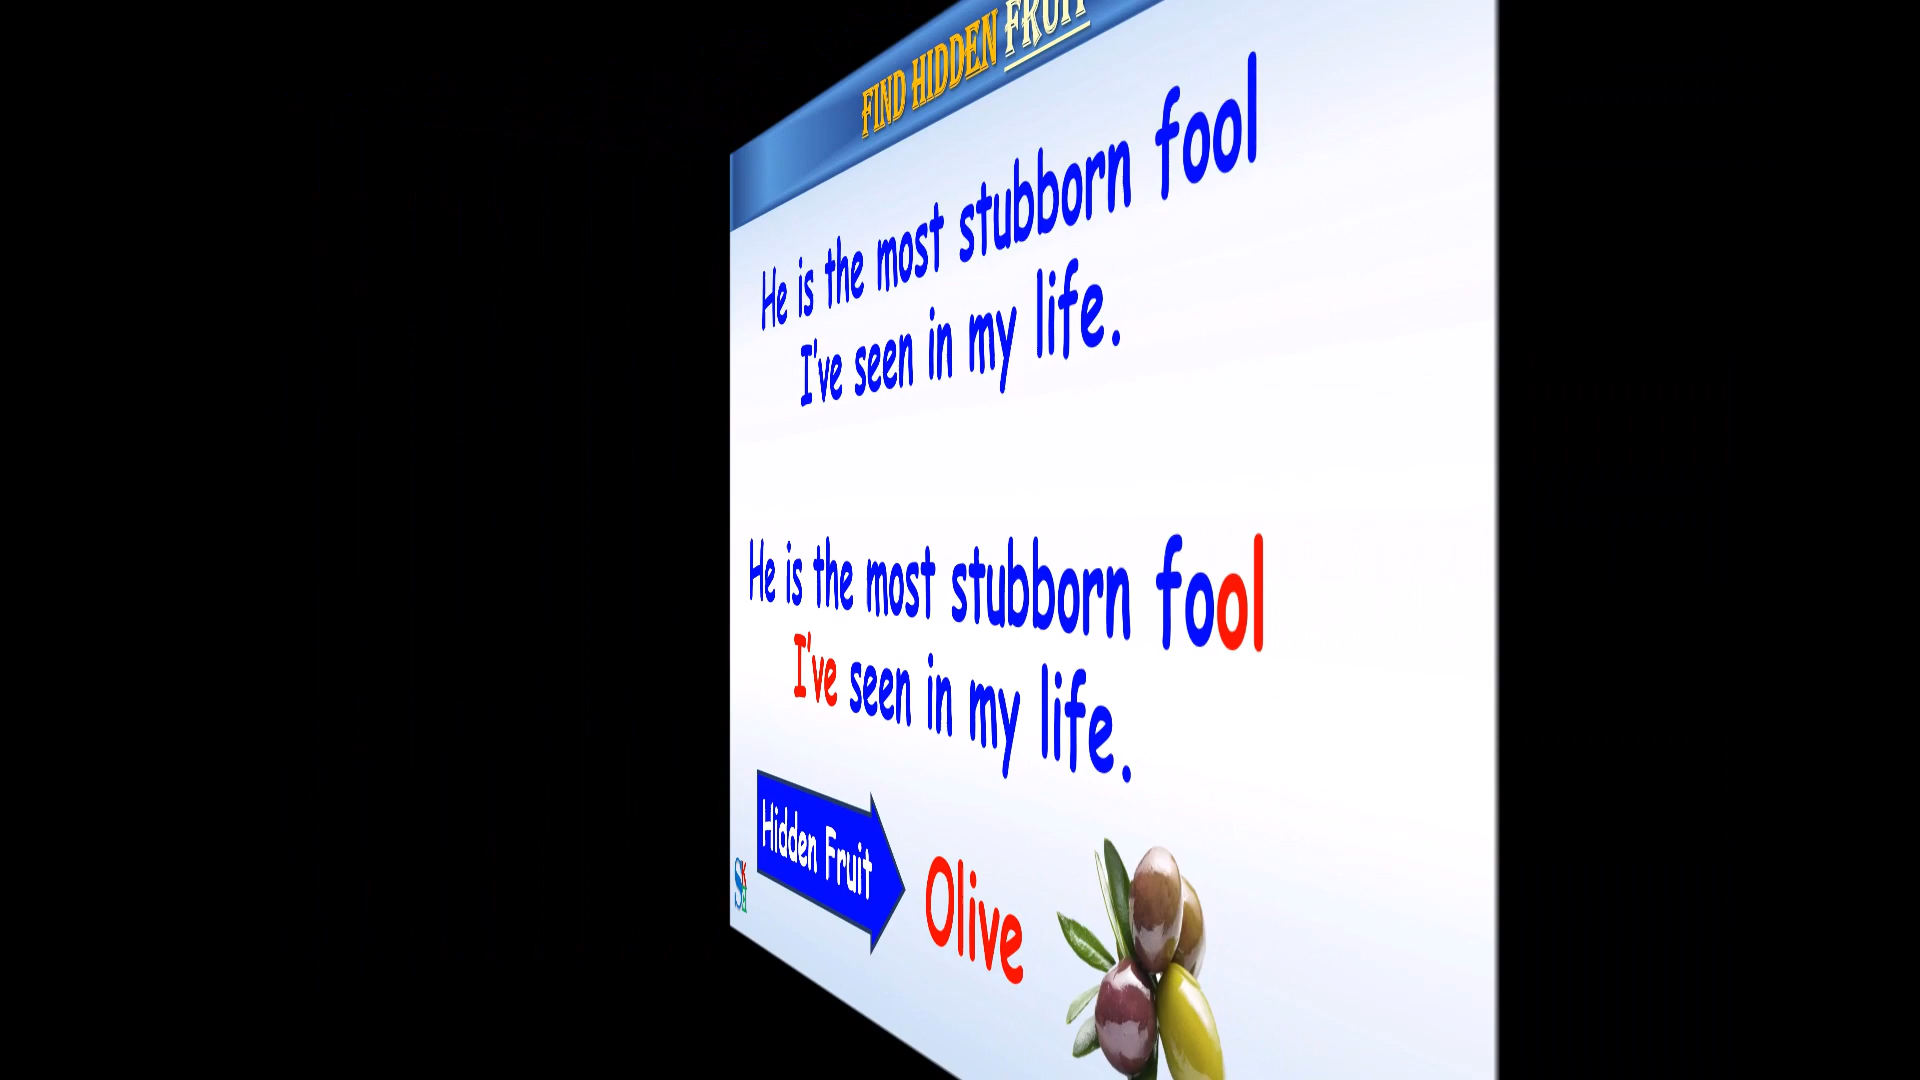 FIND HIDDEN FRUIT
He is the most stubborn fool
I've seen in my life.
He is the most stubborn fool
I've seen in my life.
Hidden Fruit
Olive
SKH